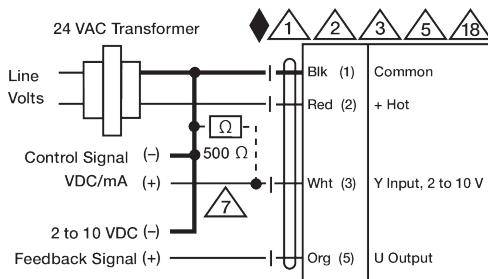 24 VAC Transformer
1 2 3 5 18
Line
Volts
Blk (1) Common
Red (2) + Hot
Ω
500 Ω
Control Signal (–)
VDC/mA (+)
7
Wht (3) Y Input, 2 to 10 V
2 to 10 VDC (–)
Feedback Signal (+)
Org (5) U Output